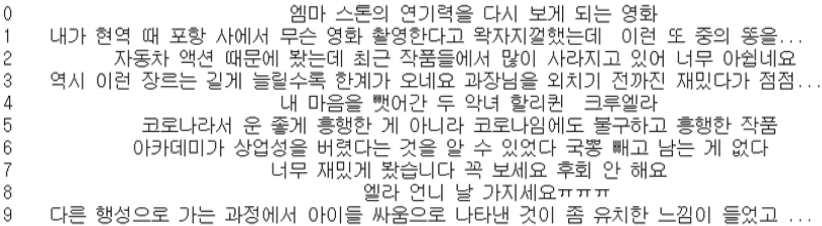 0 엠마 스톤의 연기력을 다시 보게 되는 영화
1 내가 현역 때 포항 사에서 무슨 영화 촬영한다고 왁자지껄했는데 이런 또 중의 똥을...
2 자동차 액션 때문에 봤는데 최근 작품들에서 많이 사라지고 있어 너무 아쉽네요
3 역시 이런 장르는 길게 늘릴수록 한계가 오네요 과장님을 외치기 전까진 재밌다가 점점...
4 내 마음을 뺏어간 두 악녀 할리퀸 크루엘라
5 코로나라서 운 좋게 흥행한 게 아니라 코로나임에도 불구하고 흥행한 작품
6 아카데미가 상업성을 버렸다는 것을 알 수 있었다 국뽕 빼고 남는 게 없다
7 너무 재밌게 봤습니다 꼭 보세요 후회 안 해요
8 엘라 언니 날 가지세요ㅠㅠㅠ
9 다른 행성으로 가는 과정에서 아이들 싸움으로 나타낸 것이 좀 유치한 느낌이 들었고 ...